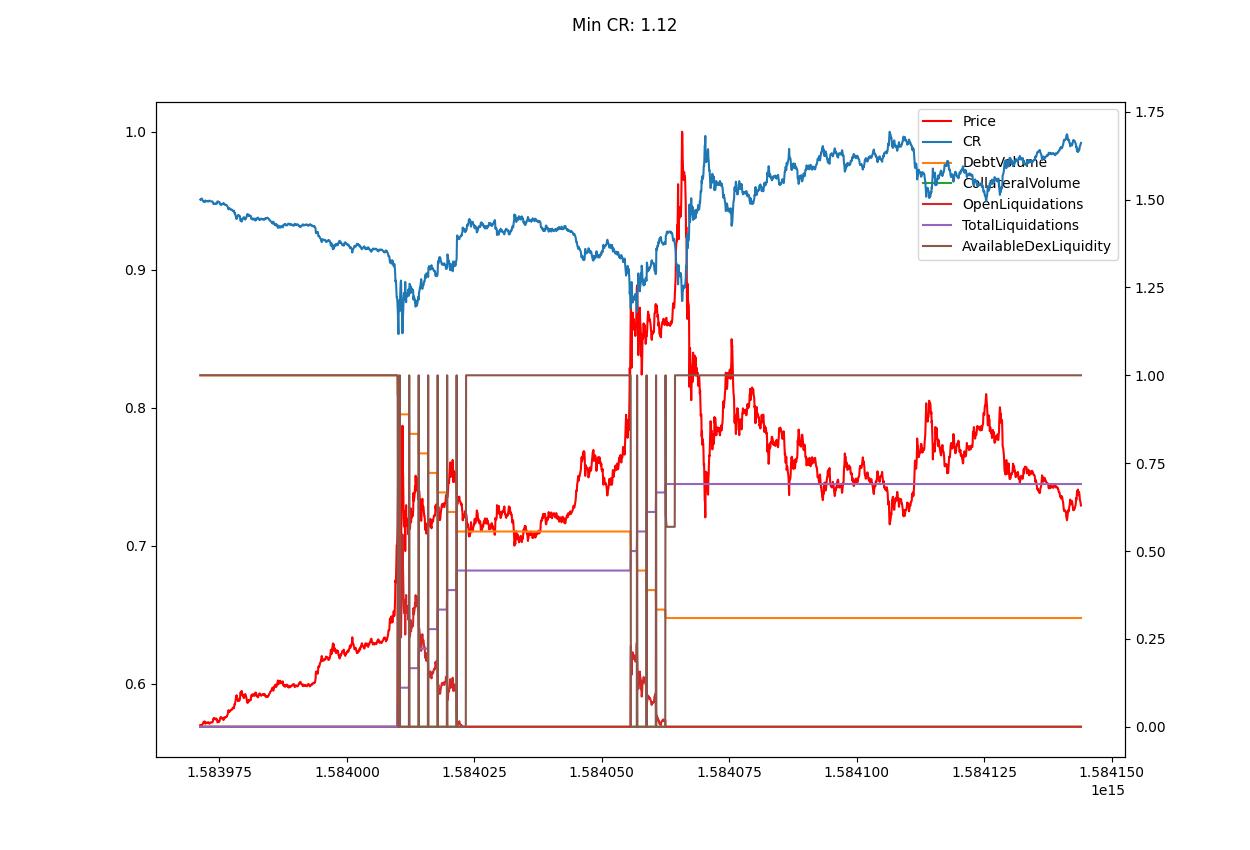 Min CR: 1.12
1.0
0.9
0.8
0.7
0.6
1.75
1.50
1.25
1.00
0.75
0.50
0.25
0.00
Price
CR
DebtVolume
CollateralVolume
OpenLiquidations
TotalLiquidations
AvailableDexLiquidity
1.583975 1.584000 1.584025 1.584050 1.584075 1.584100 1.584125 1.584150
1e15